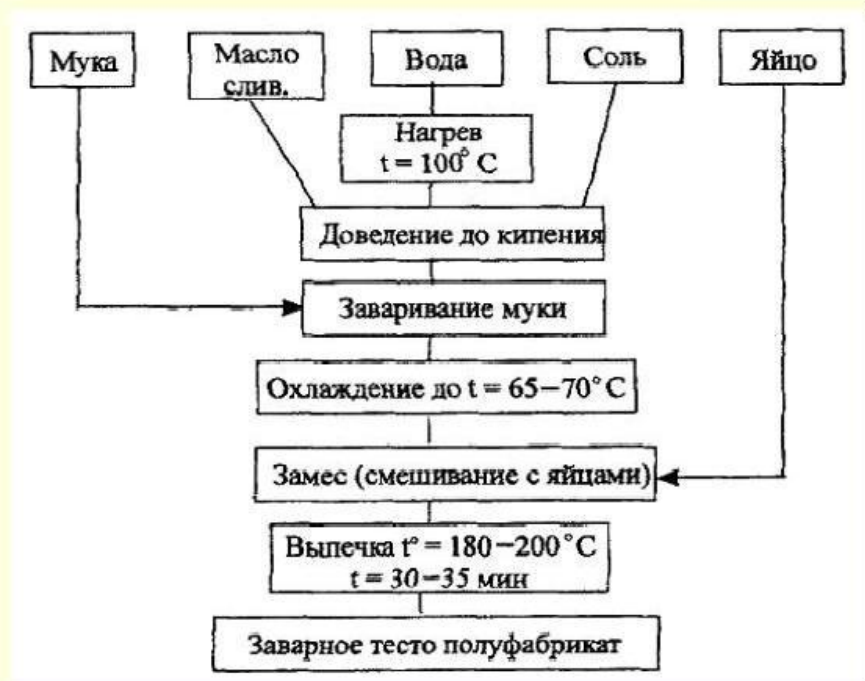 Мука
Масло
слив.
Вода
Соль
Яйцо
Нагрев
t = 100° C
Доведение до кипения
Заваривание муки
Охлаждение до t = 65–70°C
Замес (смешивание с яйцами)
Выпечка t° = 180–200°C
t = 30–35 мин
Заварное тесто полуфабрикат